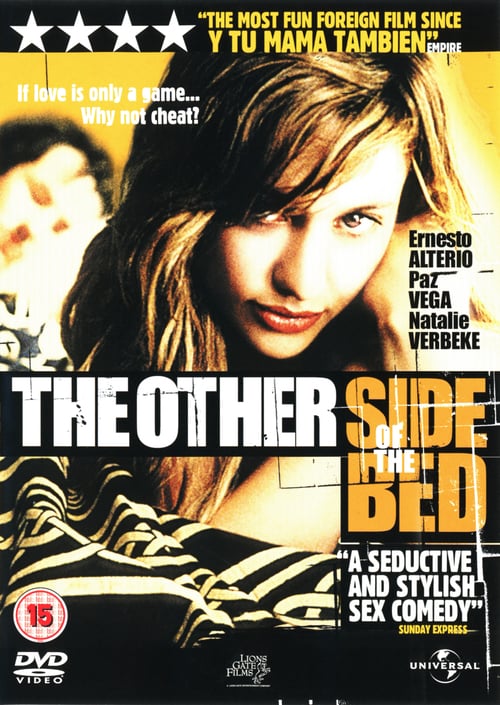 "THE MOST FUN FOREIGN FILM SINCE
Y TU MAMA TAMBIEN" EMPIRE
If love is only a game...
Why not cheat?
Ernesto
ALTERIO
Paz
VEGA
Natalie
VERBEKE
THE OTHER SIDE
OF
THE
BED
"A SEDUCTIVE
AND STYLISH
SEX COMEDY"
SUNDAY EXPRESS
15
DVD
VIDEO
LIONS
GATE
FILMS
UNIVERSAL